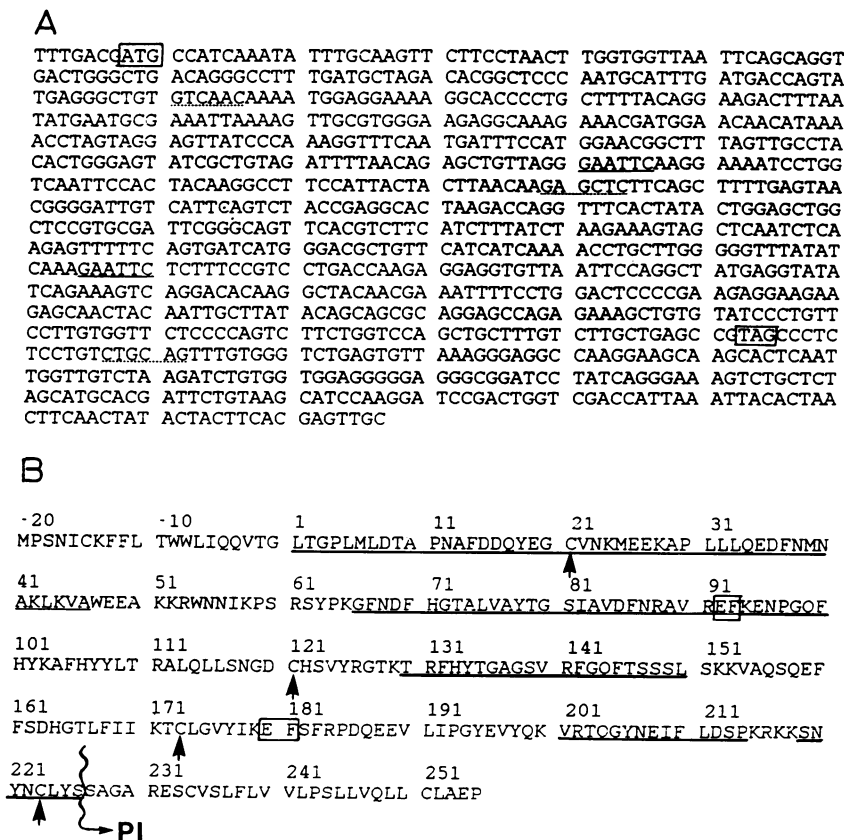 A
TTTGACGATG CCATCAAATA TTTGCAAGTT CTTCCTAACT TGGTGGTTAA TTCAGCAGGT
GACTGGGCTG ACAGGGCCTT TGATGCTAGA CACGGCTCCC AATGCATTTG ATGACCAGTA
TGAGGGCTGT GTCAACAAAA TGGAGGAAAA GGCACCCCTG CTTTTACAGG AAGACTTTAA
TATGAATGCG AAATTAAAAG TTGCGTGGGA AGAGGCAAAG AAACGATGGA ACAACATAAA
ACCTAGTAGG AGTTATCCCA AAGGTTTCAA TGATTTCCAT GGAACGGCTT TAGTTGCCTA
CACTGGGAGT ATCGCTGTAG ATTTTAACAG AGCTGTTAGG GAATTCAAGG AAAATCCTGG
TCAATTCCAC TACAAGGCCT TCCATTACTA CTTAACAAGA GCTCTTCAGC TTTTGAGTAA
CGGGGATTGT CATTCAGTCT ACCGAGGCAC TAAGACCAGG TTTCACTATA CTGGAGCTGG
CTCCGTGCGA TTCGGGCAGT TCACGTCTTC ATCTTTATCT AAGAAAGTAG CTCAATCTCA
AGAGTTTTTC AGTGATCATG GGACGCTGTT CATCATCAAA ACCTGCTTGG GGGTTTATAT
CAAAGAATTC TCTTTCCGTC CTGACCAAGA GGAGGTGTTA ATTCCAGGCT ATGAGGTATA
TCAGAAAGTC AGGACACAAG GCTACAACGA AATTTTCCTG GACTCCCCGA AGAGGAAGAA
GAGCAACTAC AATTGCTTAT ACAGCAGCGC AGGAGCCAGA GAAAGCTGTG TATCCCTGTT
CCTTGTGGTT CTCCCCAGTC TTCTGGTCCA GCTGCTTTGT CTTGCTGAGC CGTAGCCCTC
TCCTGTCTGC AGTTTGTGGG TCTGAGTGTT AAAGGGAGGC CAAGGAAGCA AGCACTCAAT
TGGTTGTCTA AGATCTGTGG TGGAGGGGGA GGGCGGATCC TATCAGGGAA AGTCTGCTCT
AGCATGCACG ATTCTGTAAG CATCCAAGGA GTCCGACTGGT CGACCATTAA ATTACACTAA
CTTCAACTAT ACTACTTCAC GAGTTGC
B
-20 -10 1 11 21 31
MPSNICKFFL TWWLIQQVTG LTGPLMLDTA PNAFDDQYEG CVNKMEEKAP LLLQEDFNMN
41 51 61 71 81 91
AKLKVAWEEA KKRWNNIKPS RSYPKGFNDF HGTALVAYTG SIAVDFNRAV REFKENPGQF
101 111 121 131 141 151
HYKAFHYYLT RALQLLSNGD CHSVYRGTKT RFHYTGAGSV RFGQFTSSSL SKKVAQSQEF
161 171 181 191 201 211
FSDHGTLFII KTCLGVYIKE FSFRPDQEEV LIPGYEVYQK VRTQGYNEIF LDSPKRKKSN
221 231 241 251
YNCLYSSAGA RESCVSLFLV VLPSLLVQLL CLAEP
PI